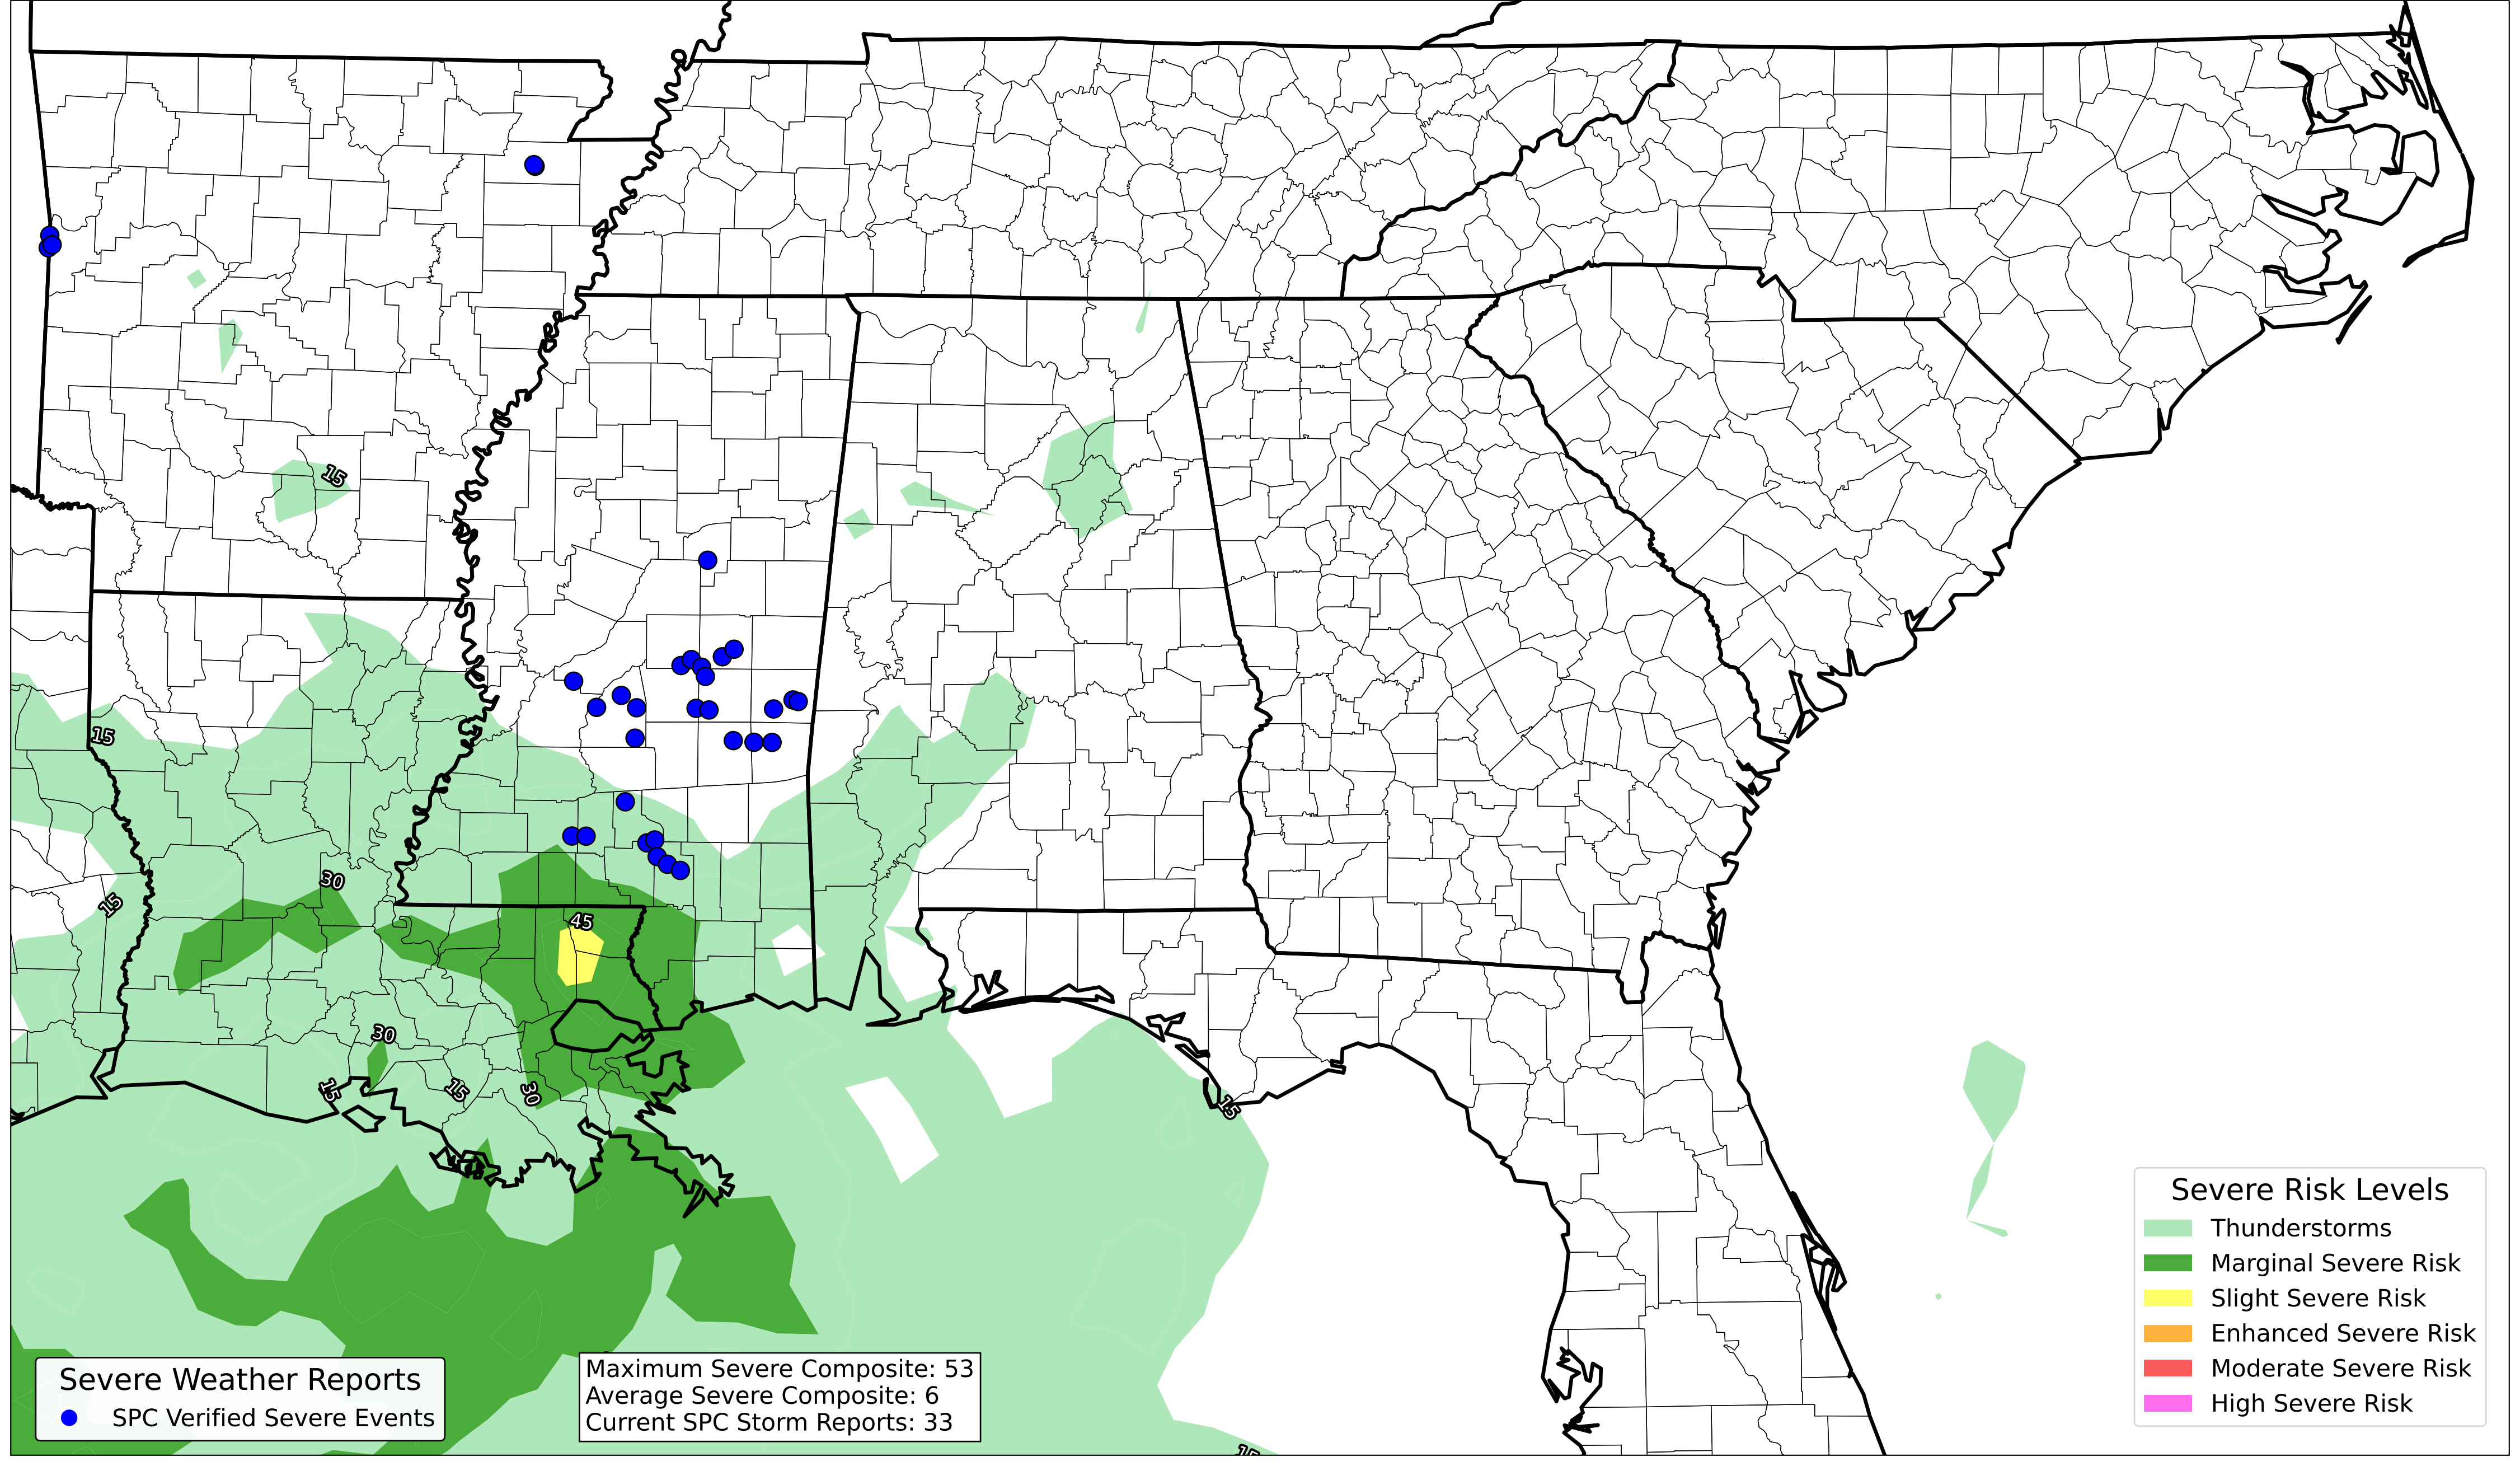 15
15
45
30
15
30
15
15
30
15
15
Severe Risk Levels
Thunderstorms
Marginal Severe Risk
Slight Severe Risk
Enhanced Severe Risk
Moderate Severe Risk
High Severe Risk
Severe Weather Reports
SPC Verified Severe Events
Maximum Severe Composite: 53
Average Severe Composite: 6
Current SPC Storm Reports: 33